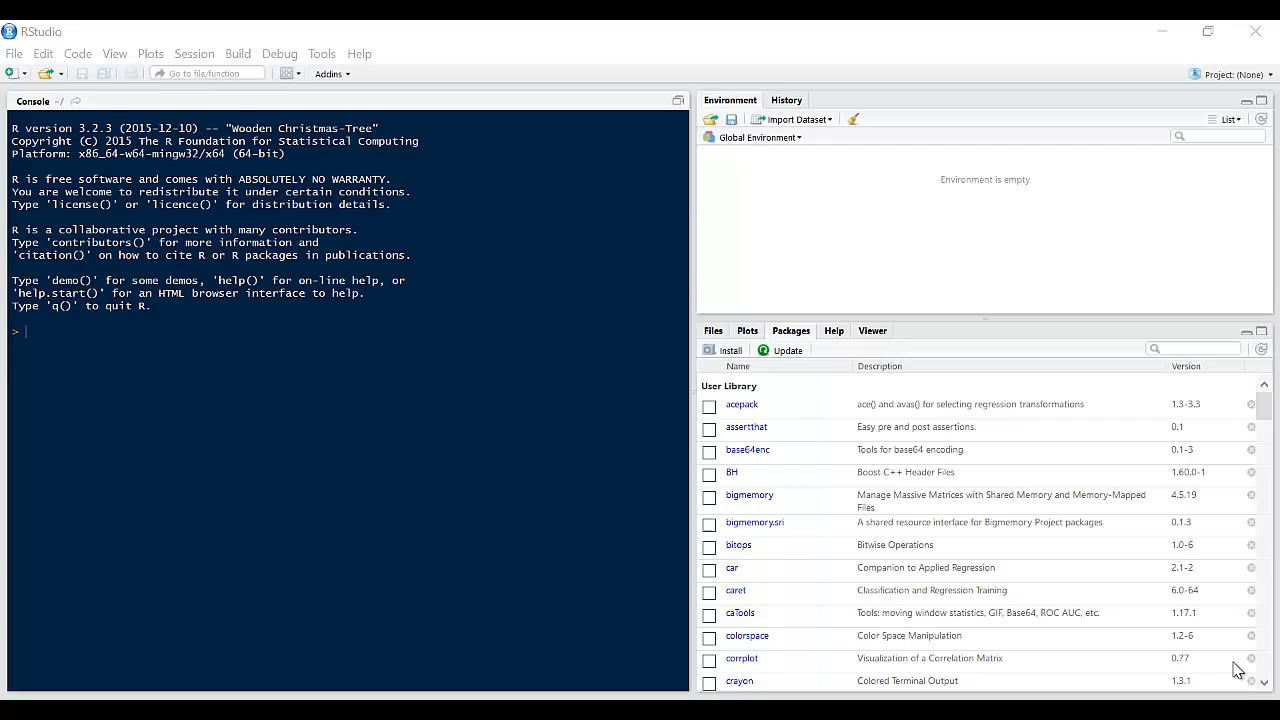 RStudio
File Edit Code View Plots Session Build Debug Tools Help
Go to file/function Addins Project: (None)
Console ~/
R version 3.2.3 (2015-12-10) -- "Wooden Christmas-Tree"
Copyright (C) 2015 The R Foundation for Statistical Computing
Platform: x86_64-w64-mingw32/x64 (64-bit)
R is free software and comes with ABSOLUTELY NO WARRANTY.
You are welcome to redistribute it under certain conditions.
Type 'license()' or 'licence()' for distribution details.
R is a collaborative project with many contributors.
Type 'contributors()' for more information and
'citation()' on how to cite R or R packages in publications.
Type 'demo()' for some demos, 'help()' for on-line help, or
'help.start()' for an HTML browser interface to help.
Type 'q()' to quit R.
>
Environment History
Import Dataset List
Global Environment
Environment is empty
Files Plots Packages Help Viewer
Install Update
Name Description Version
User Library
acepack ace() and avas() for selecting regression transformations 1.3-3.3
assertthat Easy pre and post assertions. 0.1
base64enc Tools for base64 encoding 0.1-3
BH Boost C++ Header Files 1.60.0-1
bigmemory Manage Massive Matrices with Shared Memory and Memory-Mapped 4.5.19
Files
bigmemory.sri A shared resource interface for Bigmemory Project packages 0.1.3
bitops Bitwise Operations 1.0-6
car Companion to Applied Regression 2.1-2
caret Classification and Regression Training 6.0-64
caTools Tools: moving window statistics, GIF, Base64, ROC AUC, etc. 1.17.1
colorspace Color Space Manipulation 1.2-6
corrplot Visualization of a Correlation Matrix 0.77
crayon Colored Terminal Output 1.3.1